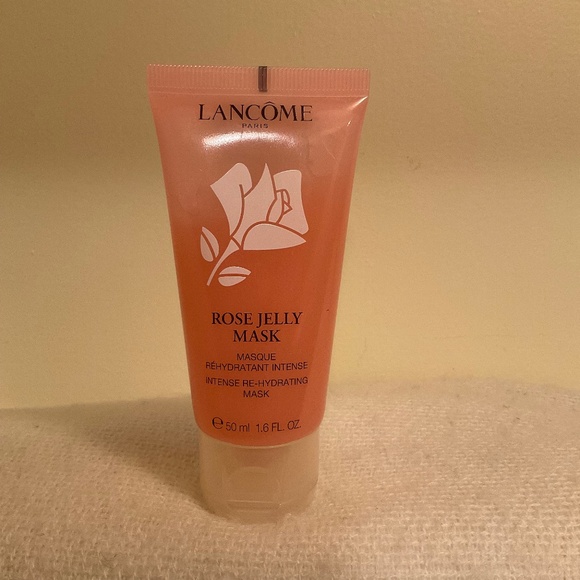 LANCÔME
PARIS
ROSE JELLY
MASK
MASQUE
RÉHYDRATANT INTENSE
INTENSE RE-HYDRATING
MASK
℮ 50 ml 1.6 FL. OZ.